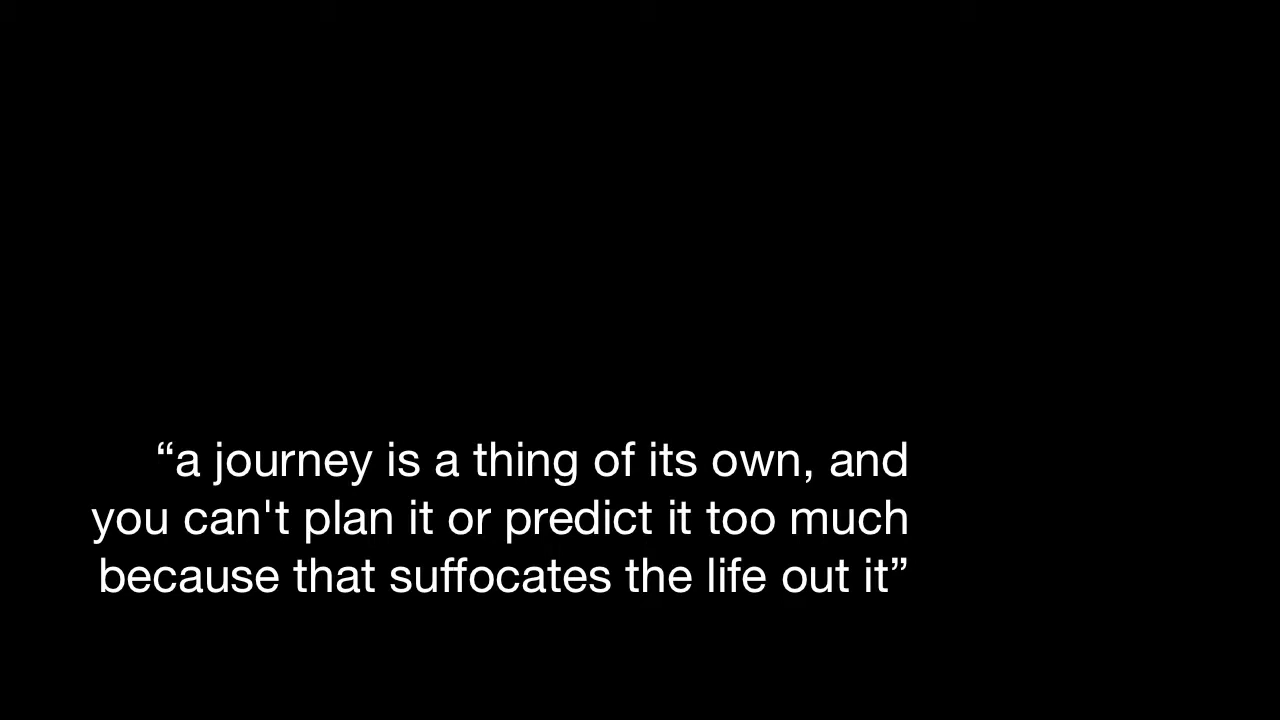 “a journey is a thing of its own, and
you can't plan it or predict it too much
because that suffocates the life out it”